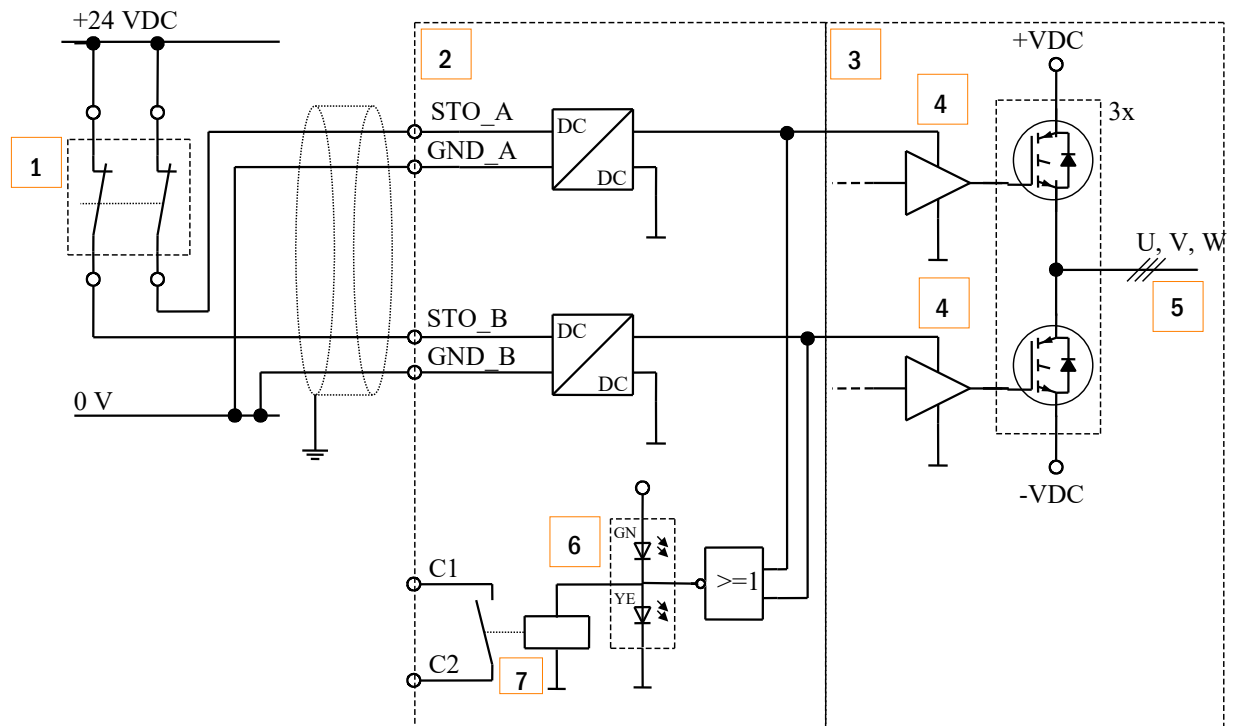 +24 VDC
2
3
+VDC
4
3x
STO_A
DC
DC
GND_A
1
U, V, W
5
4
STO_B
DC
DC
GND_B
0 V
-VDC
6
GN
YE
>=1
C1
C2
7